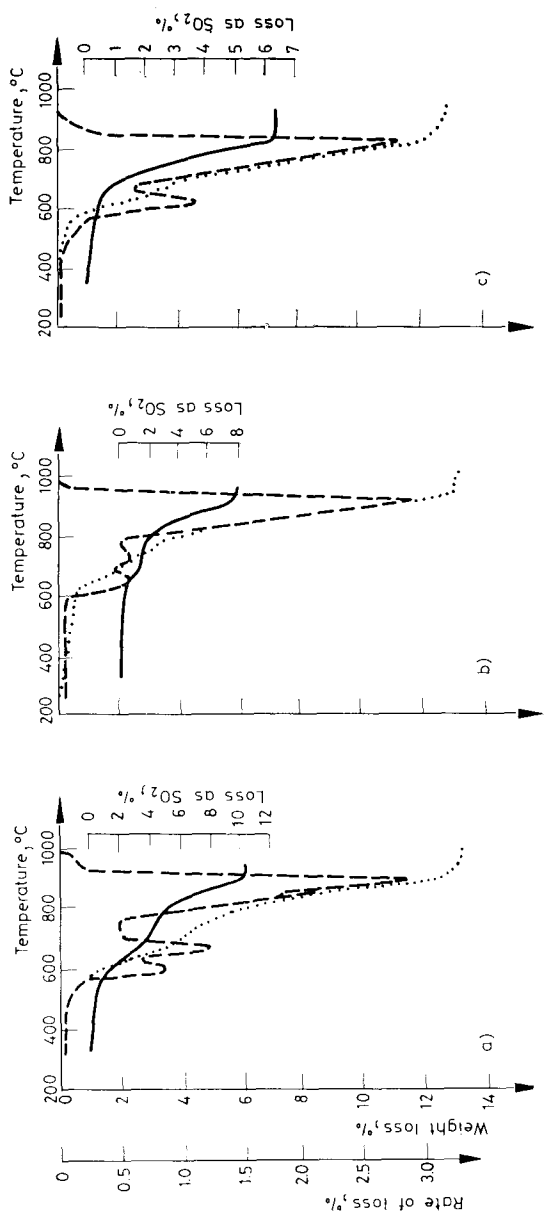 Temperature, °C
200 400 600 800 1000
Loss as SO₂, %
0 1 2 3 4 5 6 7
c)
Temperature, °C
200 400 600 800 1000
Loss as SO₂, %
0 2 4 6 8
b)
Temperature, °C
200 400 600 800 1000
Loss as SO₂, %
0 2 4 6 8 10 12
a)
0 2 4 6 8 10 12 14
Weight loss, %
0 0.5 1.0 1.5 2.0 2.5 3.0
Rate of loss, %